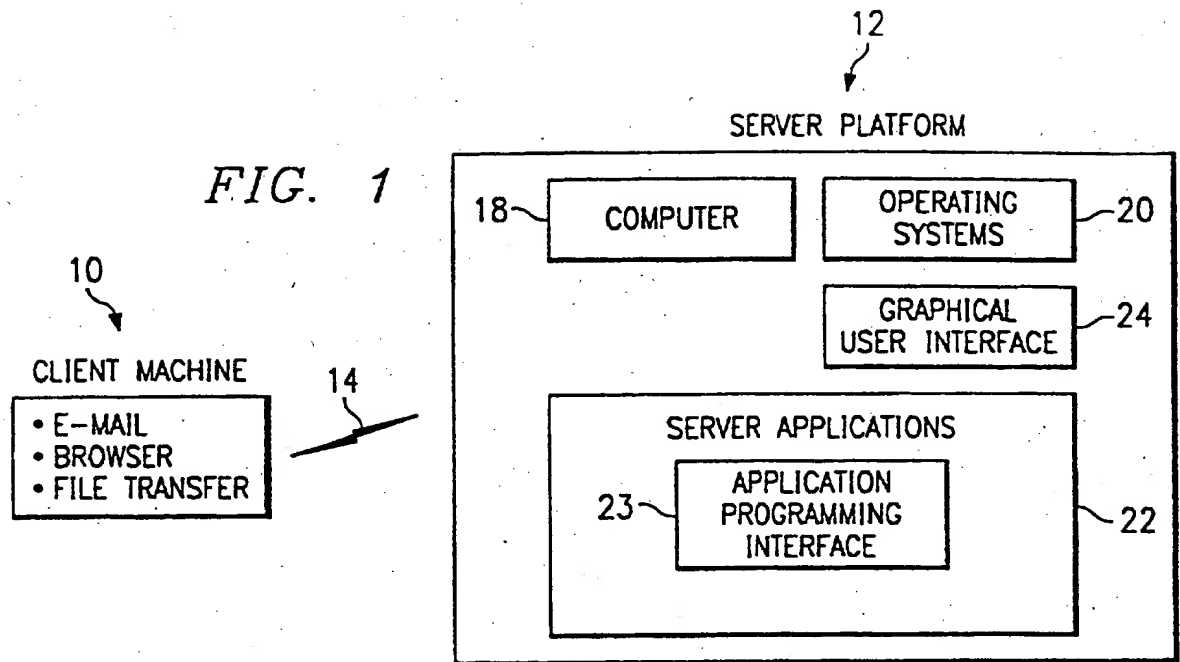 12
SERVER PLATFORM
FIG. 1
18
COMPUTER
OPERATING
SYSTEMS
20
10
GRAPHICAL
USER INTERFACE
24
CLIENT MACHINE
14
• E-MAIL
• BROWSER
• FILE TRANSFER
SERVER APPLICATIONS
23
APPLICATION
PROGRAMMING
INTERFACE
22